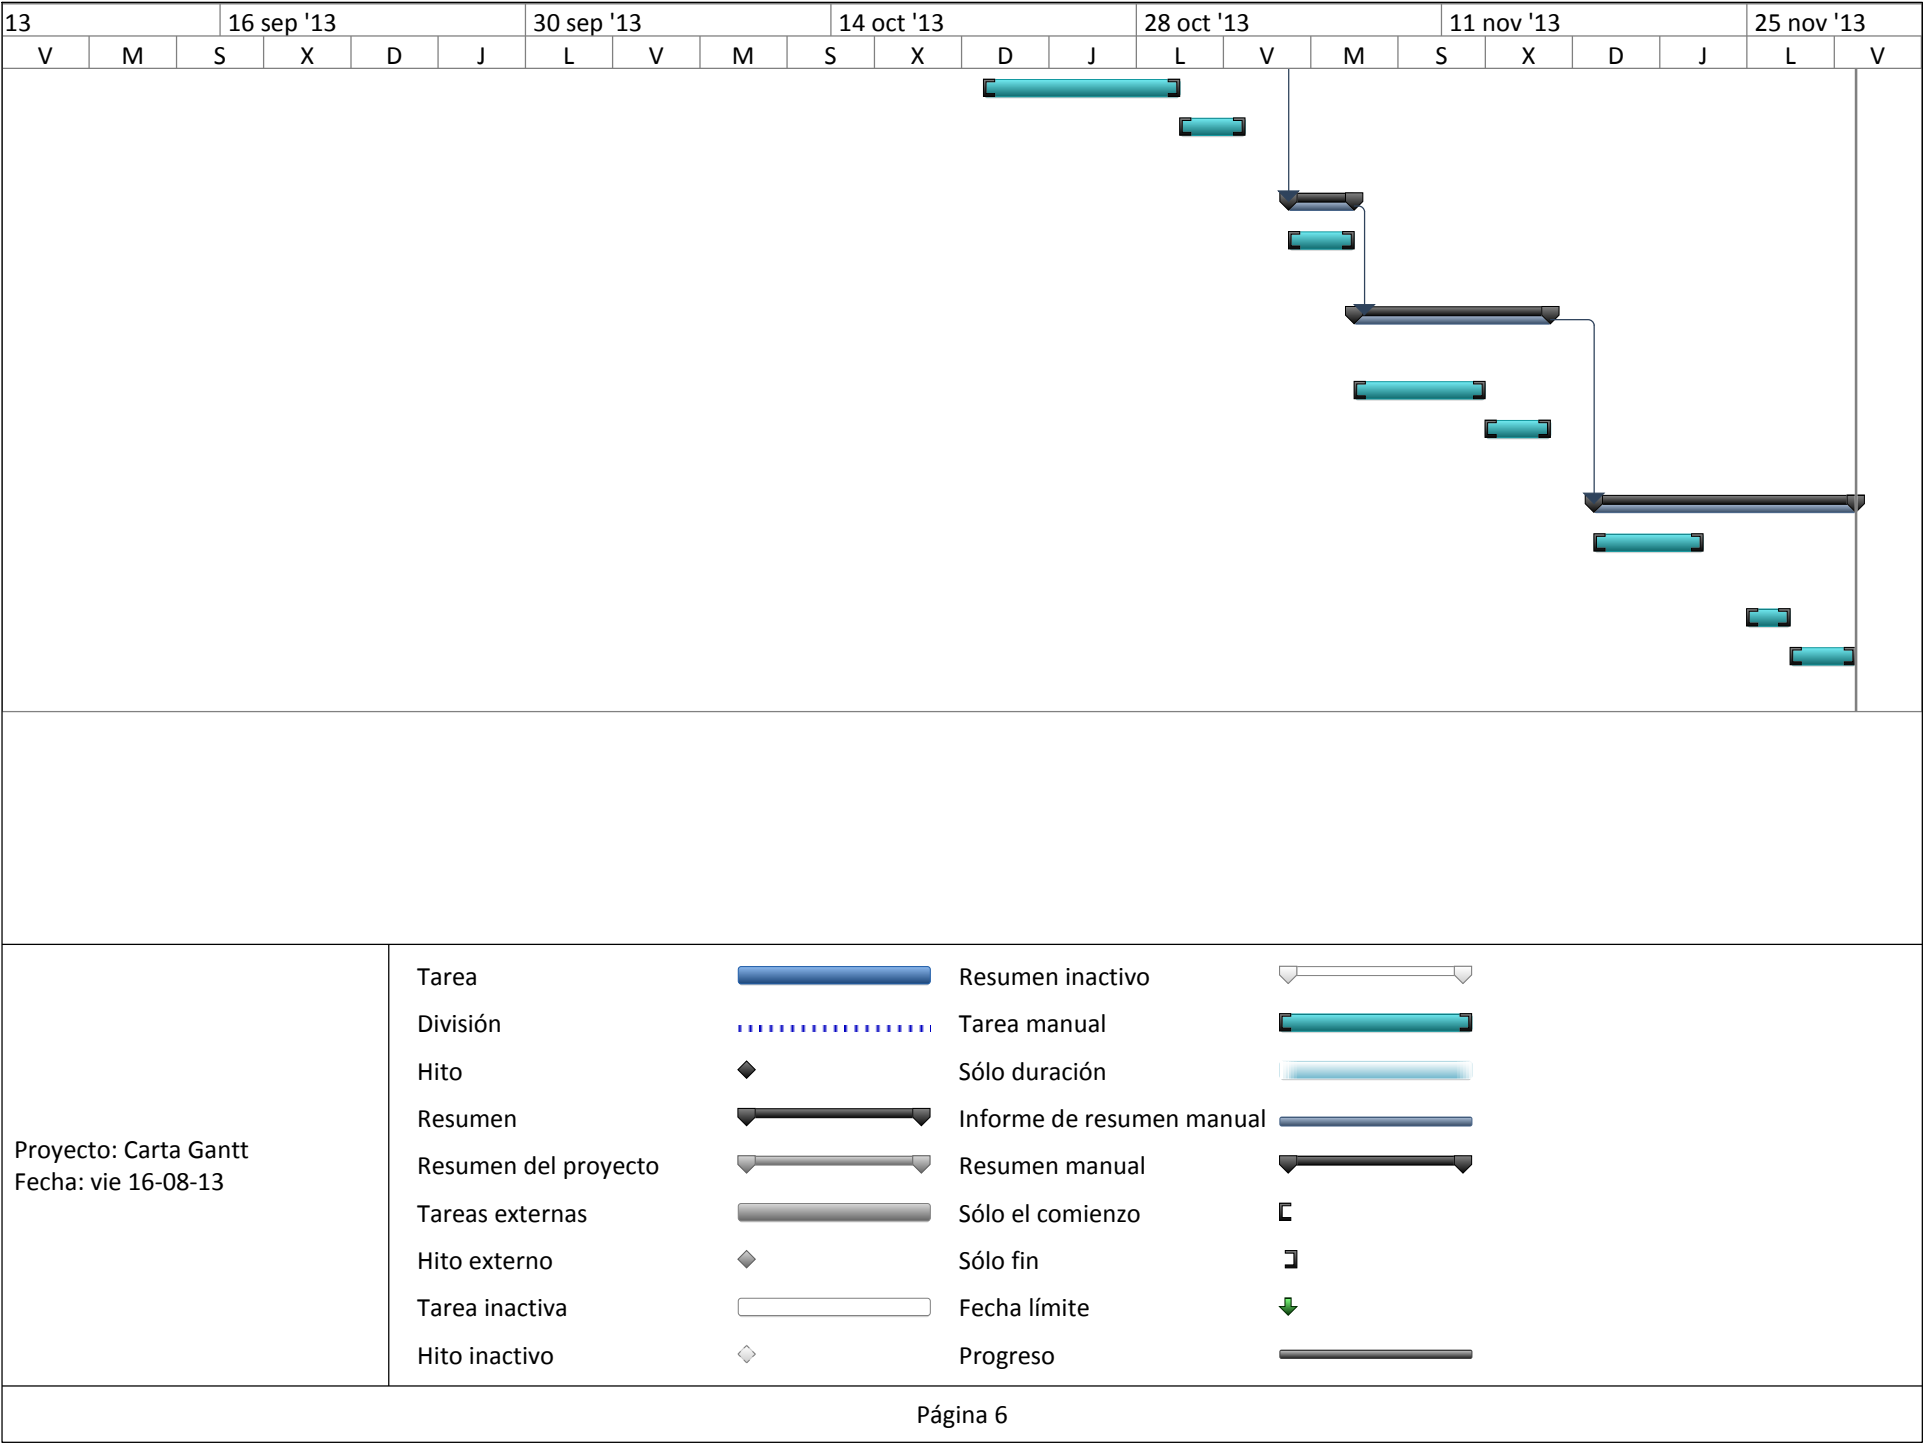 13 16 sep '13 30 sep '13 14 oct '13 28 oct '13 11 nov '13 25 nov '13
V M S X D J L V M S X D J L V M S X D J L V
Tarea Resumen inactivo
División Tarea manual
Hito Sólo duración
Resumen Informe de resumen manual
Proyecto: Carta Gantt
Fecha: vie 16-08-13
Resumen del proyecto Resumen manual
Tareas externas Sólo el comienzo
Hito externo Sólo fin
Tarea inactiva Fecha límite
Hito inactivo Progreso
Página 6